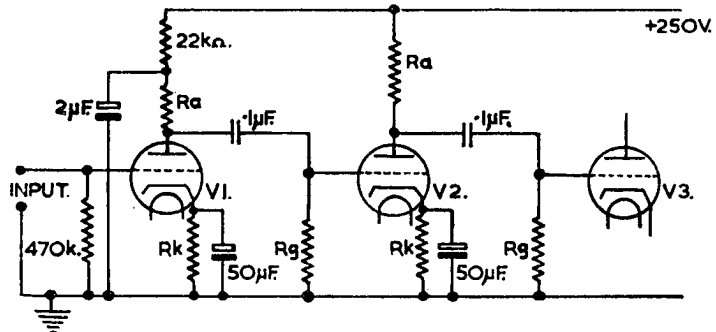 22kΩ.
+250V.
Ra
2µF.
Ra
·1µF.
·1µF.
INPUT.
V1.
V2.
V3.
470k.
Rk
50µF.
Rg
Rk
50µF.
Rg